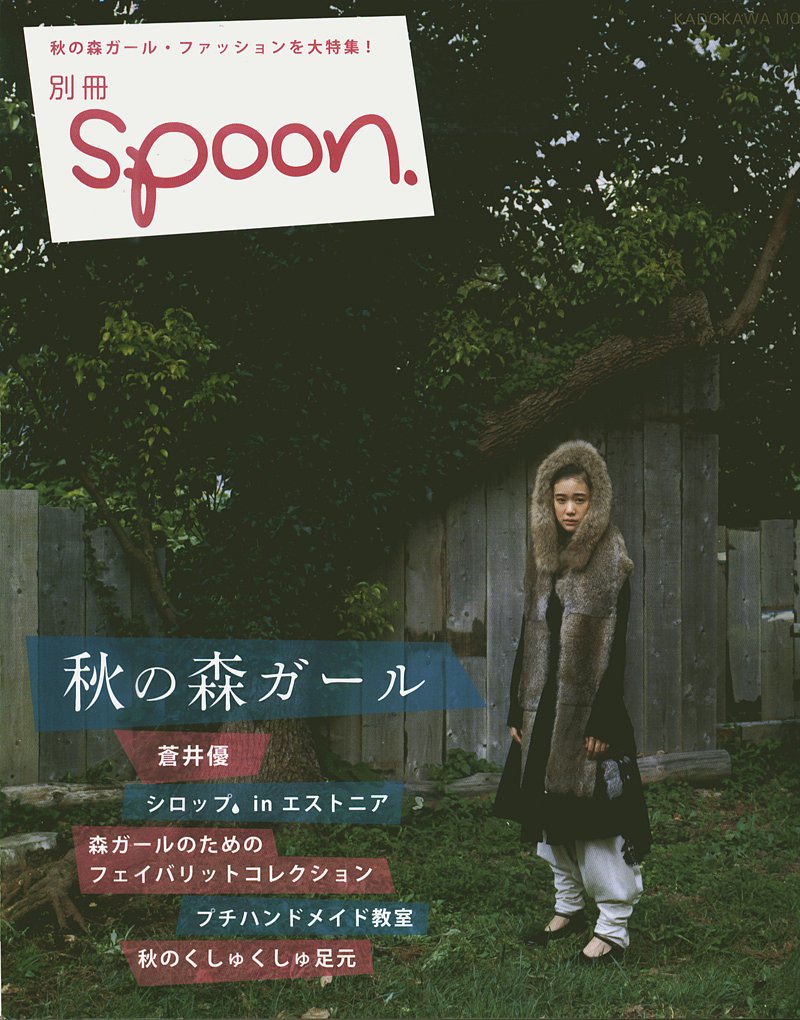 KADOKAWA MO
秋の森ガール・ファッションを大特集！
別冊
spoon.
秋の森ガール
蒼井優
シロップ。in エストニア
森ガールのための
フェイバリットコレクション
プチハンドメイド教室
秋のくしゅくしゅ足元